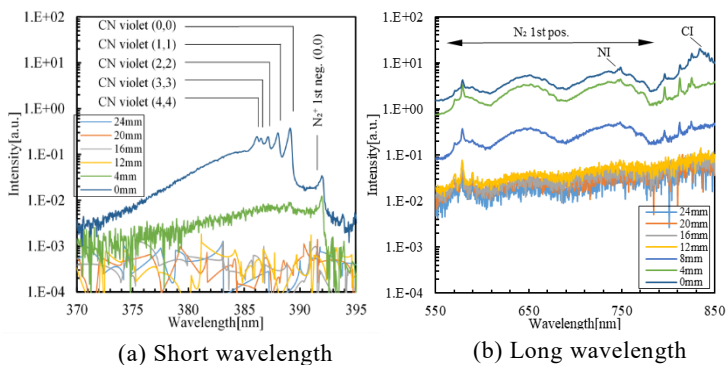 1.E+01
1.E+00
1.E-01
1.E-02
1.E-03
1.E-04
Intensity[a.u.]
CN violet (0,0)
CN violet (1,1)
CN violet (2,2)
CN violet (3,3)
CN violet (4,4)
N₂⁺ 1st neg. (0,0)
24mm
20mm
16mm
12mm
4mm
0mm
370 375 380 385 390 395
Wavelength[nm]
(a) Short wavelength
1.E+02
1.E+01
1.E+00
1.E-01
1.E-02
1.E-03
1.E-04
Intensity[a.u.]
N₂ 1st pos.
NI
CI
24mm
20mm
16mm
12mm
8mm
4mm
0mm
550 650 750 850
Wavelength[nm]
(b) Long wavelength